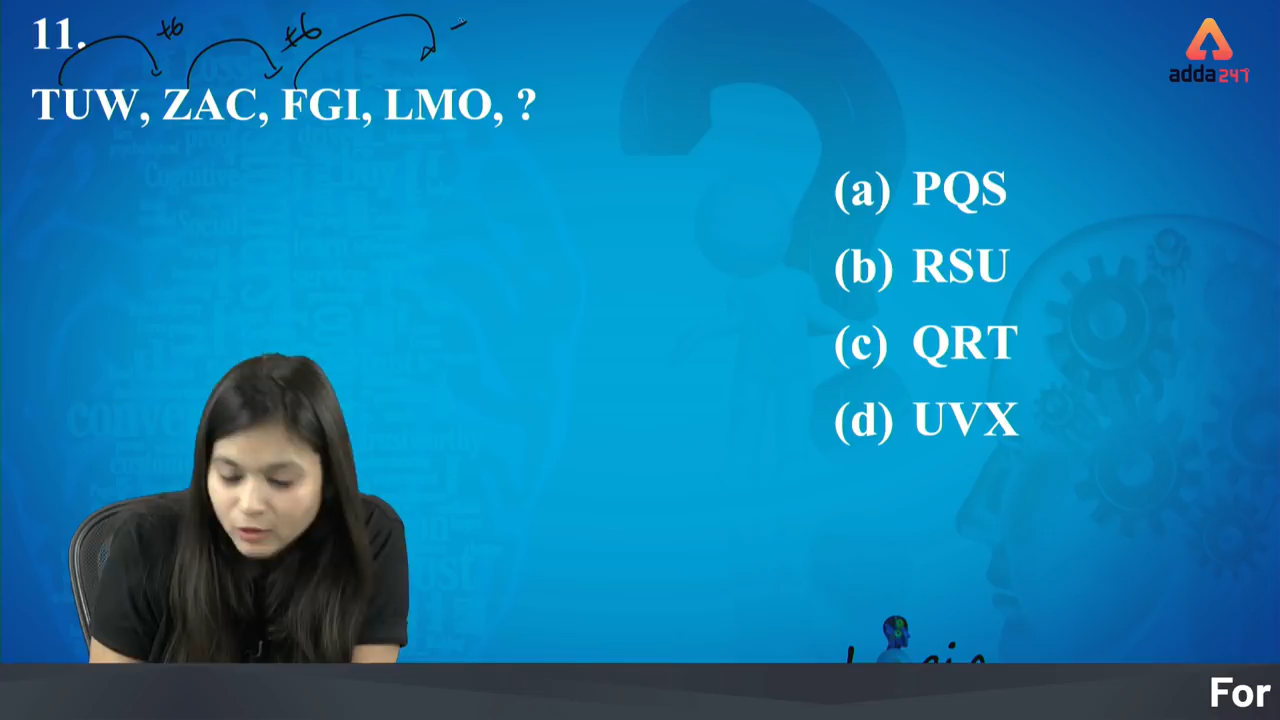 11.
+6 +6
TUW, ZAC, FGI, LMO, ?
adda247
(a) PQS
(b) RSU
(c) QRT
(d) UVX
For